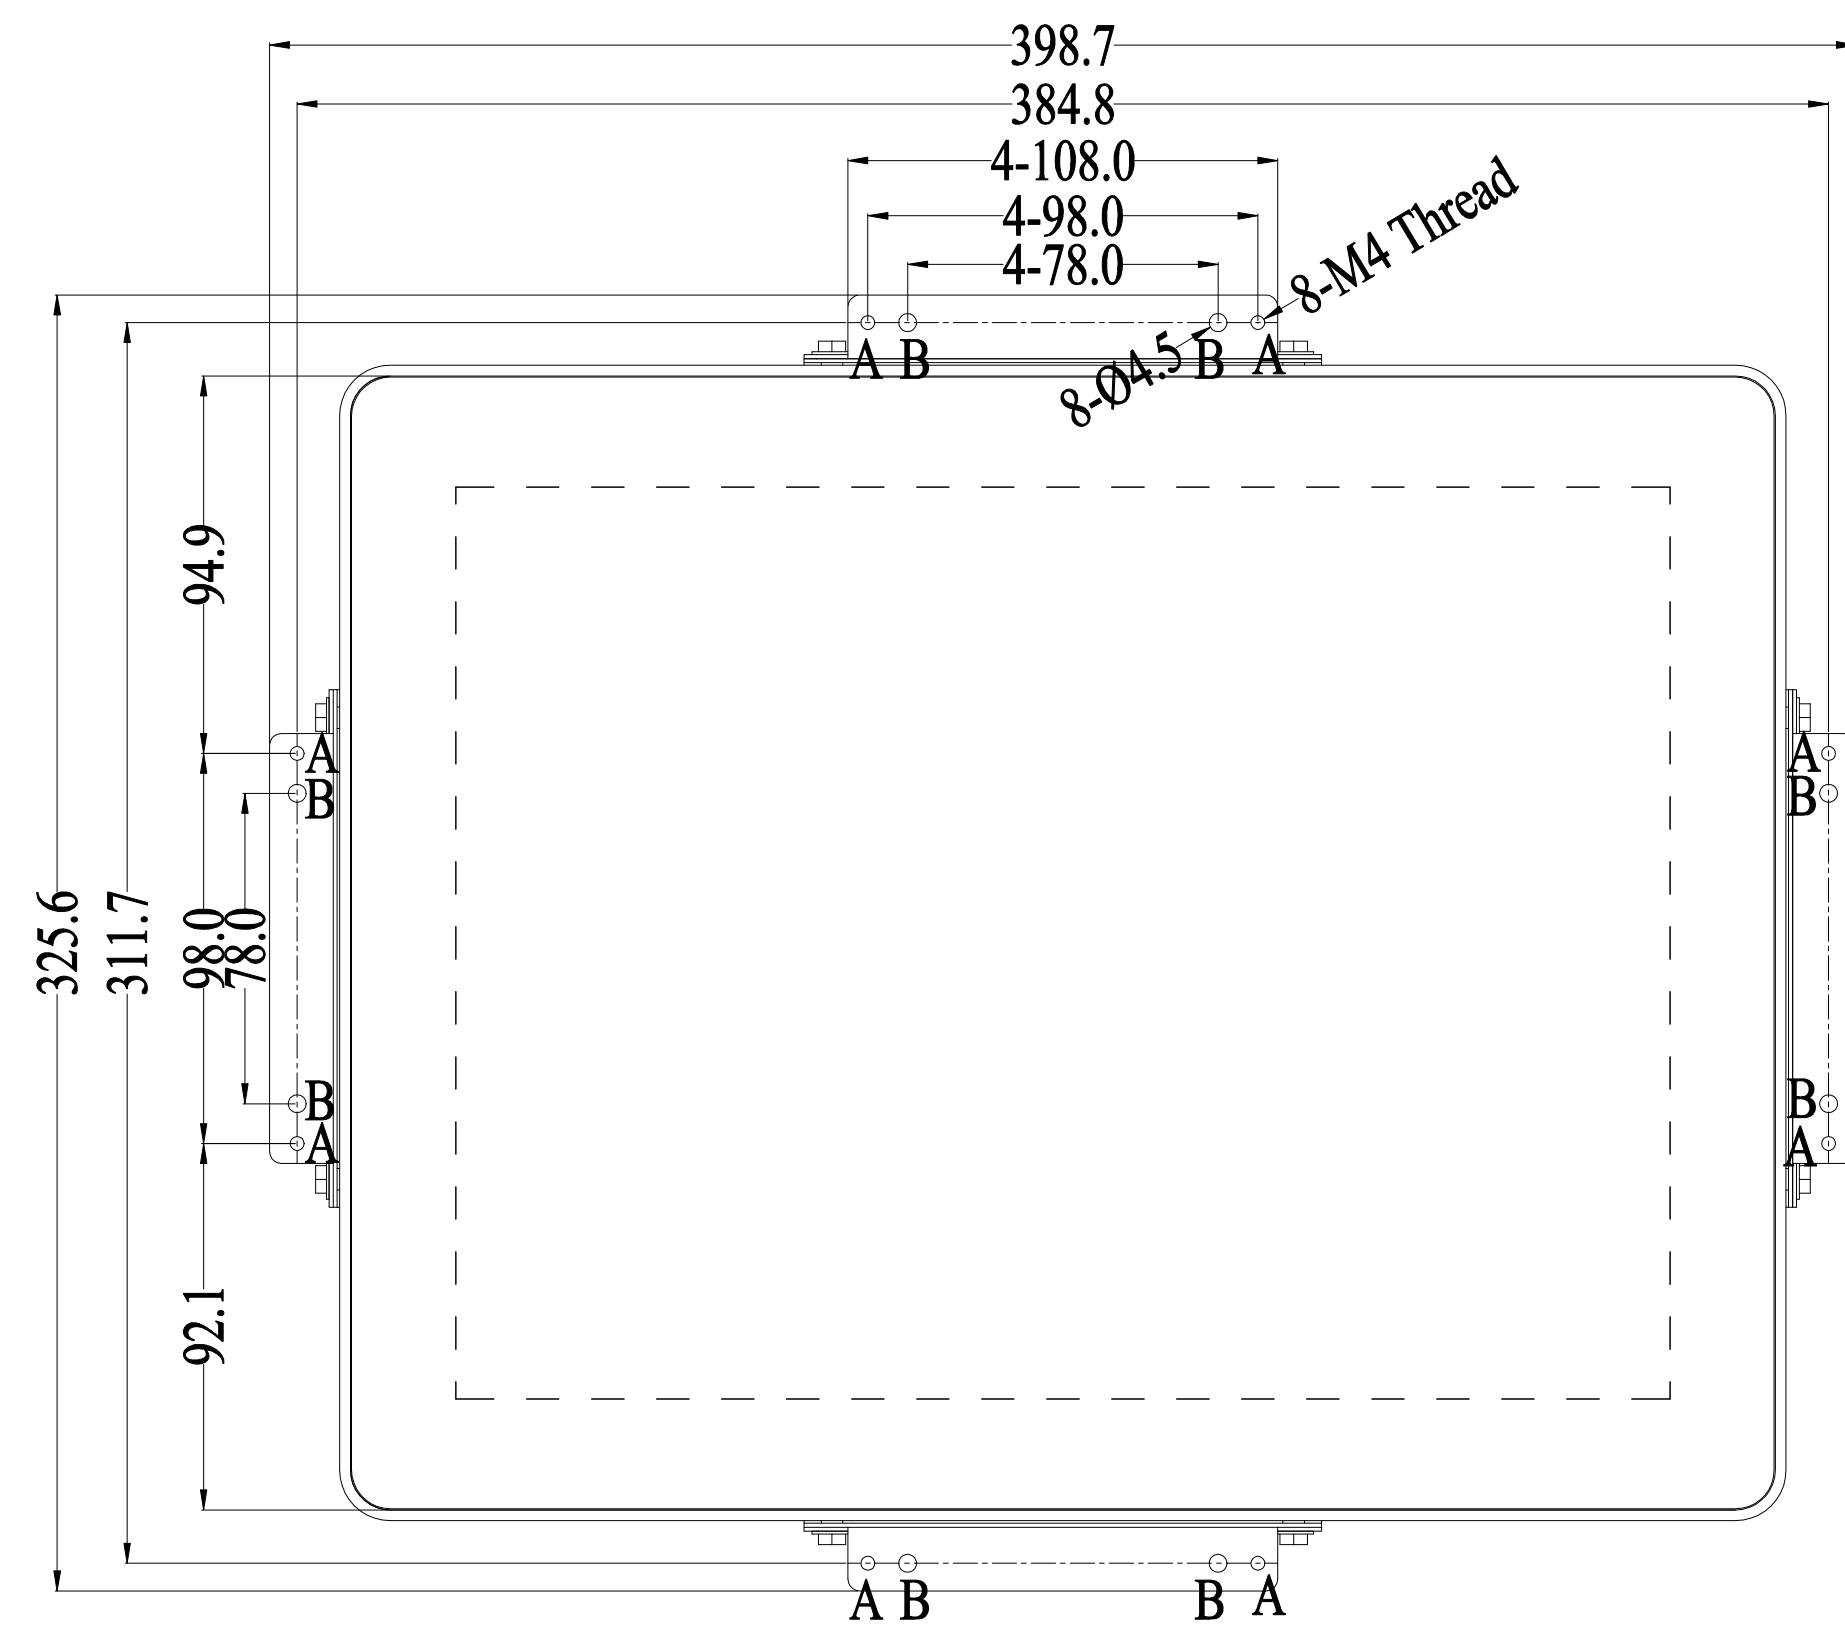 398.7
384.8
4-108.0
4-98.0
4-78.0
8-M4 Thread
A B B A
8-Ø4.5
94.9
A A
B B
325.6
311.7
98.0
78.0
B B
A A
92.1
A B B A